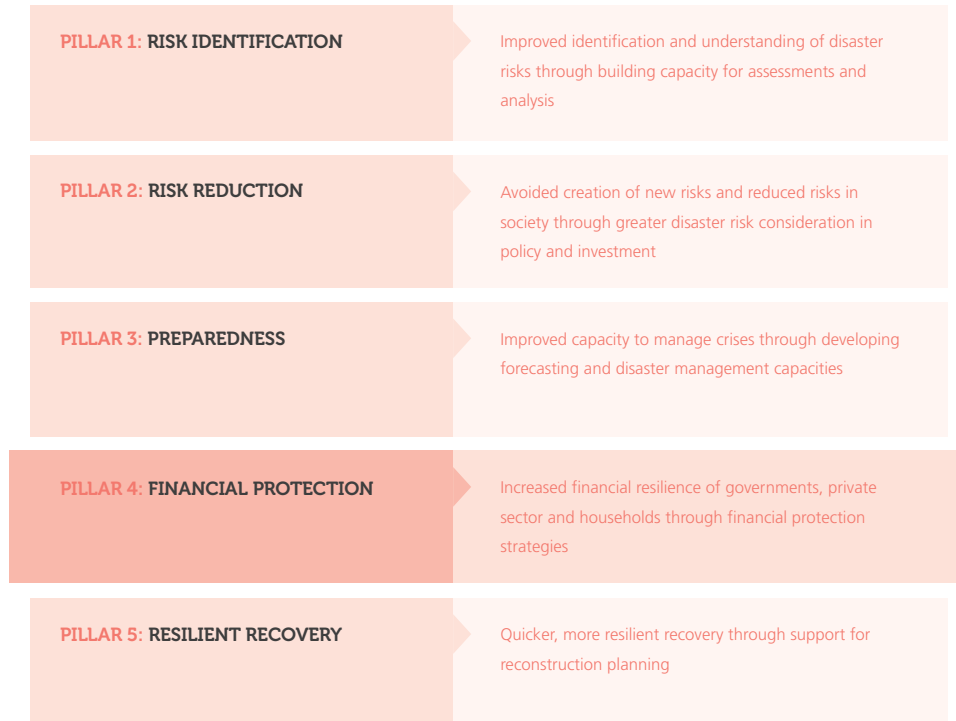 PILLAR 1: RISK IDENTIFICATION
Improved identification and understanding of disaster
risks through building capacity for assessments and
analysis
PILLAR 2: RISK REDUCTION
Avoided creation of new risks and reduced risks in
society through greater disaster risk consideration in
policy and investment
PILLAR 3: PREPAREDNESS
Improved capacity to manage crises through developing
forecasting and disaster management capacities
PILLAR 4: FINANCIAL PROTECTION
Increased financial resilience of governments, private
sector and households through financial protection
strategies
PILLAR 5: RESILIENT RECOVERY
Quicker, more resilient recovery through support for
reconstruction planning